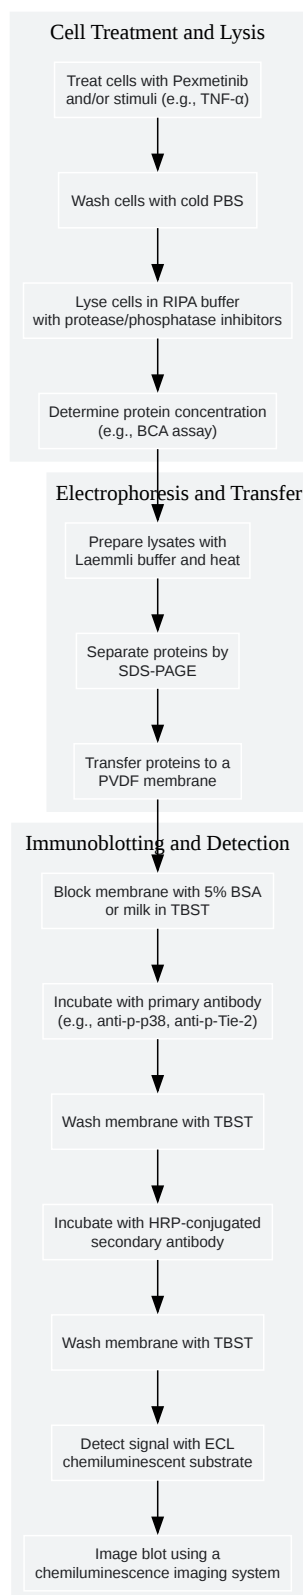 Cell Treatment and Lysis
Treat cells with Pexmetinib
and/or stimuli (e.g., TNF-α)
Wash cells with cold PBS
Lyse cells in RIPA buffer
with protease/phosphatase inhibitors
Determine protein concentration
(e.g., BCA assay)
Electrophoresis and Transfer
Prepare lysates with
Laemmli buffer and heat
Separate proteins by
SDS-PAGE
Transfer proteins to a
PVDF membrane
Immunoblotting and Detection
Block membrane with 5% BSA
or milk in TBST
Incubate with primary antibody
(e.g., anti-p-p38, anti-p-Tie-2)
Wash membrane with TBST
Incubate with HRP-conjugated
secondary antibody
Wash membrane with TBST
Detect signal with ECL
chemiluminescent substrate
Image blot using a
chemiluminescence imaging system